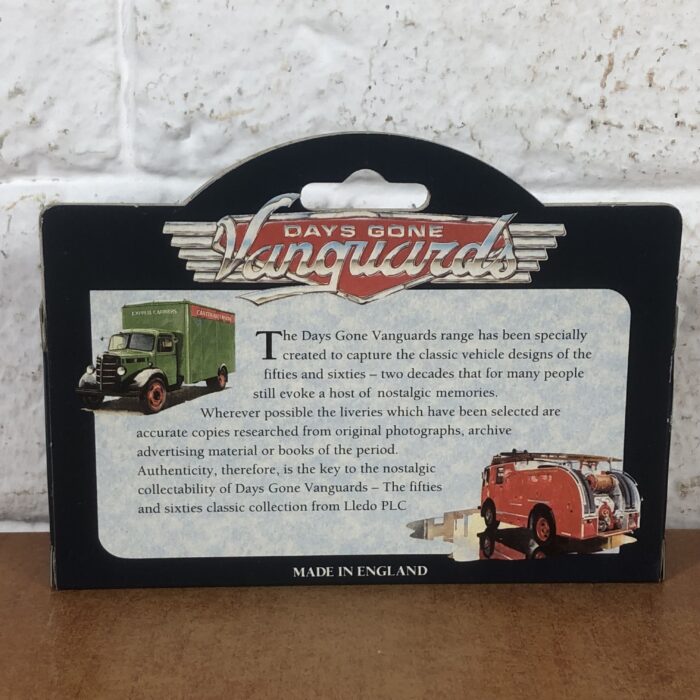 DAYS GONE
Vanguards
EXPRESS CARRIERS
The Days Gone Vanguards range has been specially
created to capture the classic vehicle designs of the
fifties and sixties – two decades that for many people
still evoke a host of nostalgic memories.
Wherever possible the liveries which have been selected are
accurate copies researched from original photographs, archive
advertising material or books of the period.
Authenticity, therefore, is the key to the nostalgic
collectability of Days Gone Vanguards – The fifties
and sixties classic collection from Lledo PLC
MADE IN ENGLAND